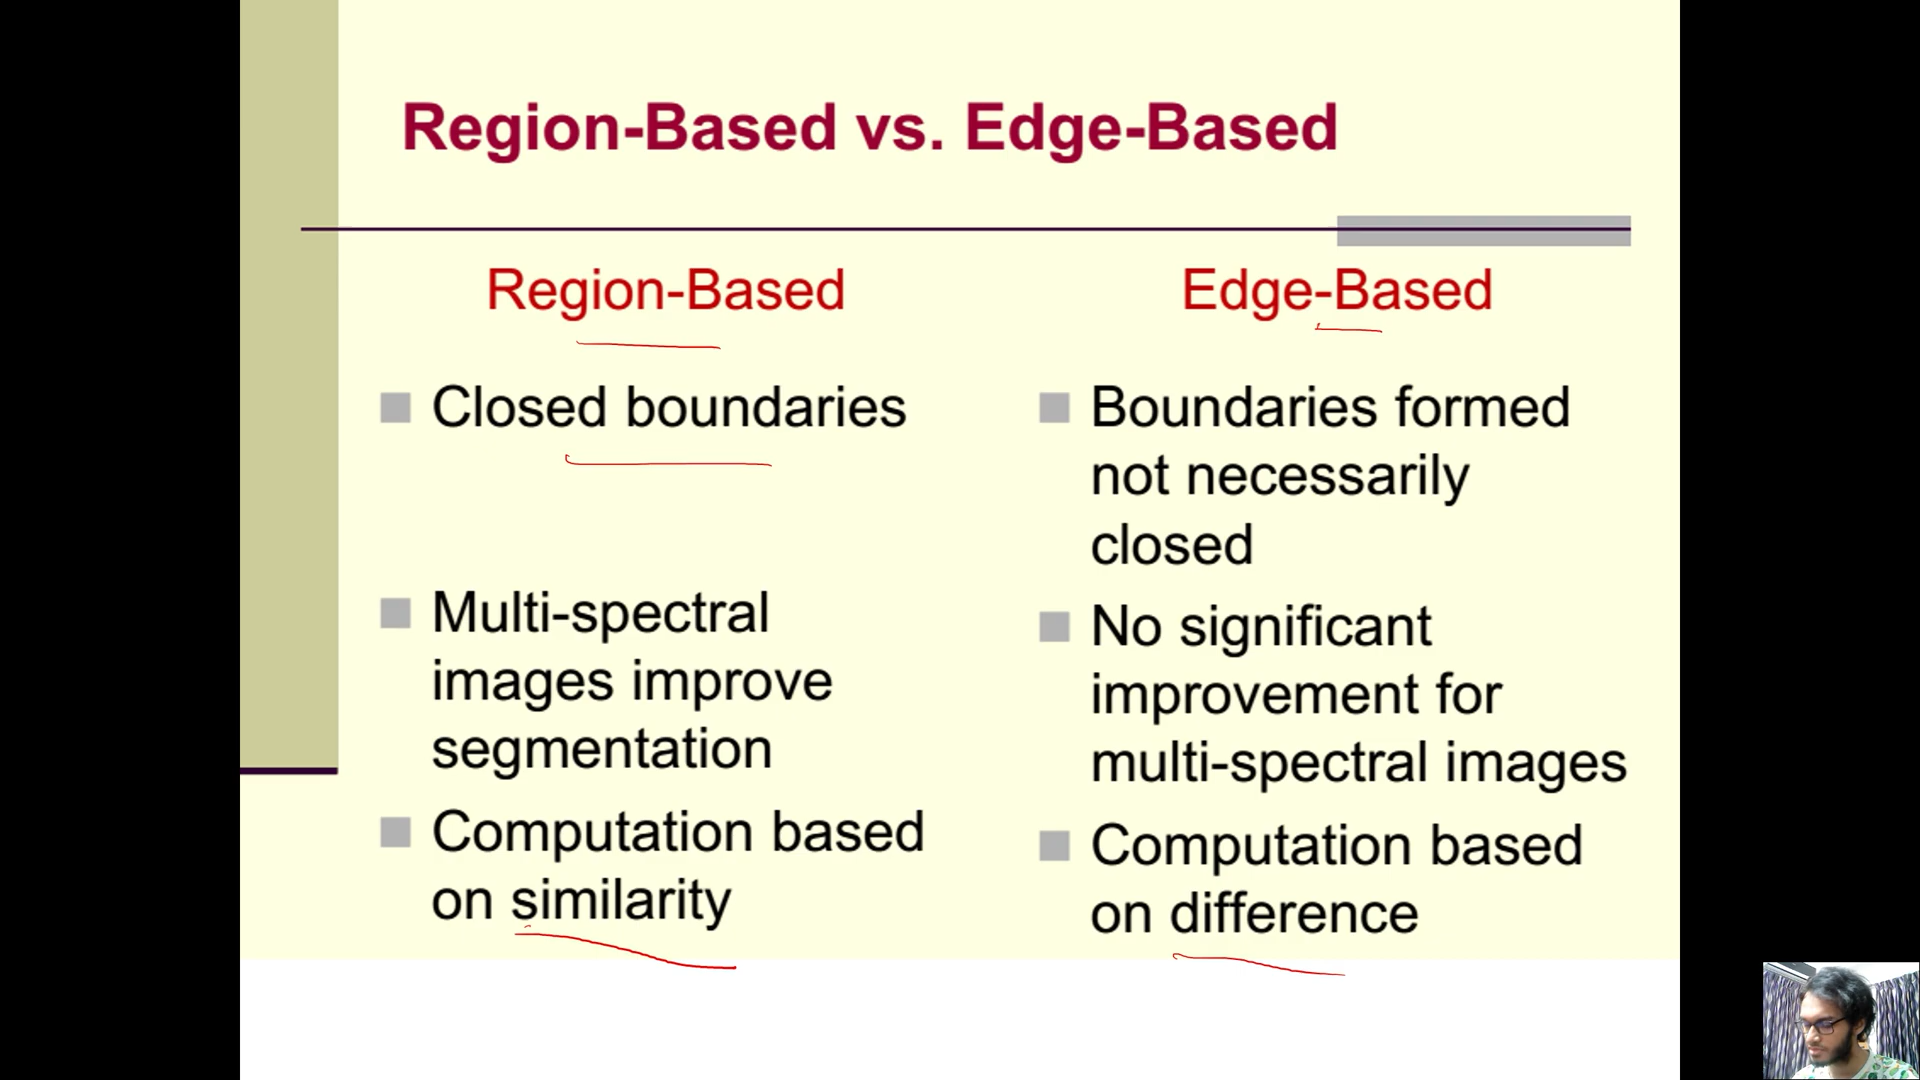 Region-Based vs. Edge-Based
Region-Based
Closed boundaries
Multi-spectral
images improve
segmentation
Computation based
on similarity
Edge-Based
Boundaries formed
not necessarily
closed
No significant
improvement for
multi-spectral images
Computation based
on difference